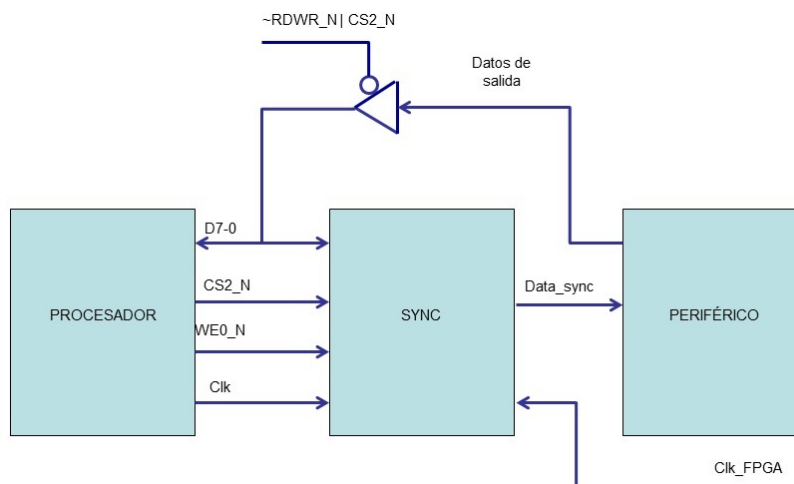 ~RDWR_N| CS2_N
Datos de
salida
D7-0
CS2_N
Data_sync
PROCESADOR
SYNC
PERIFÉRICO
WE0_N
Clk
Clk_FPGA